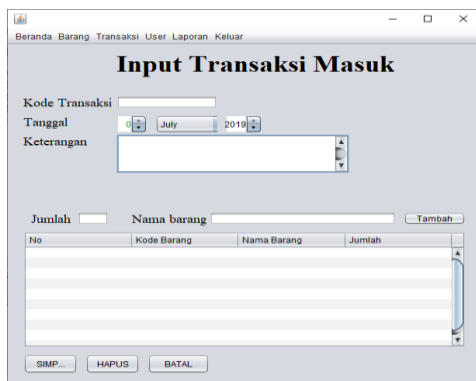 Beranda Barang Transaksi User Laporan Keluar
Input Transaksi Masuk
Kode Transaksi
Tanggal 0 July 2019
Keterangan
Jumlah Nama barang Tambah
No Kode Barang Nama Barang Jumlah
SIMP... HAPUS BATAL